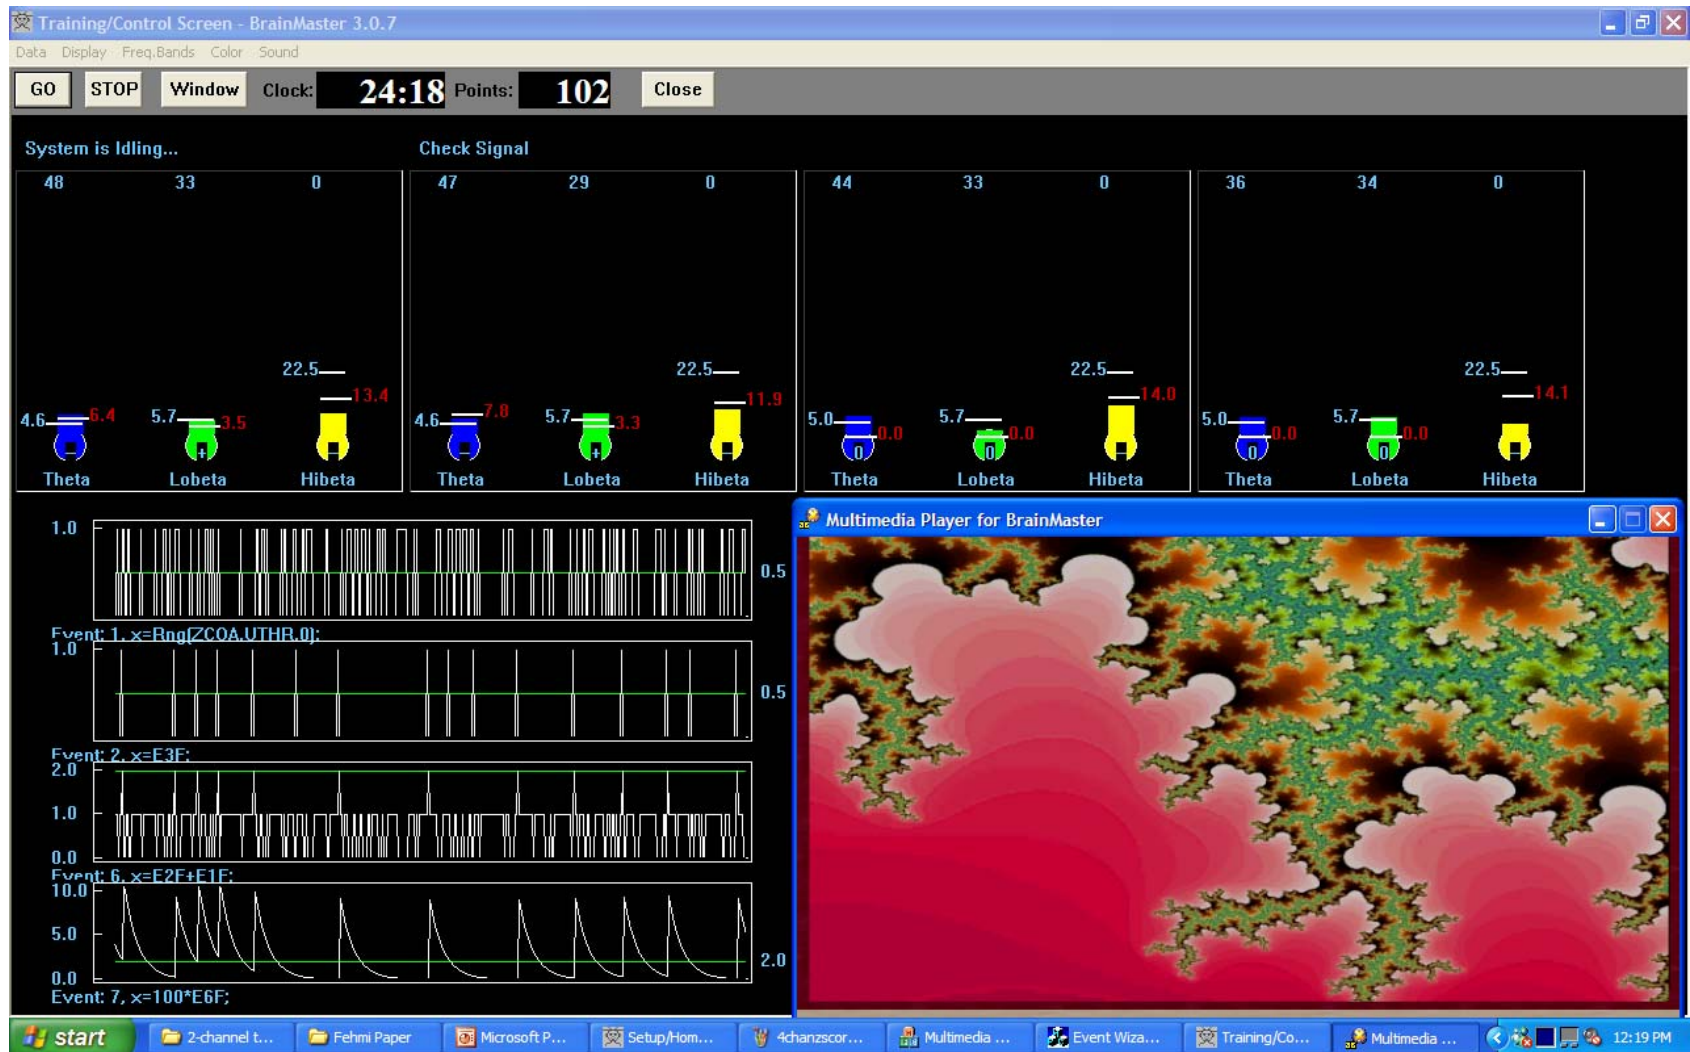 Training/Control Screen - BrainMaster 3.0.7
Data Display Freq.Bands Color Sound
GO STOP Window Clock: 24:18 Points: 102 Close
System is Idling... Check Signal
48 33 0 47 29 0 44 33 0 36 34 0
22.5 22.5 22.5 22.5
13.4 11.9 14.0 14.1
4.6 6.4 5.7 3.5 4.6 7.0 5.7 3.3 5.0 0.0 5.7 0.0 5.0 0.0 5.7 0.0
- + - - + - 0 0 - 0 0 -
Theta Lobeta Hibeta Theta Lobeta Hibeta Theta Lobeta Hibeta Theta Lobeta Hibeta
Multimedia Player for BrainMaster
1.0
0.5
Event: 1, x=Rng(ZCOA,UTHR,0);
1.0
0.5
Event: 2, x=E3F;
2.0
1.0
0.0
Event: 6, x=E2F+E1F;
10.0
5.0
2.0
0.0
Event: 7, x=100*E6F;
start 2-channel t... Fehmi Paper Microsoft P... Setup/Hom... 4chanzscor... Multimedia ... Event Wiza... Training/Co... Multimedia ... 12:19 PM